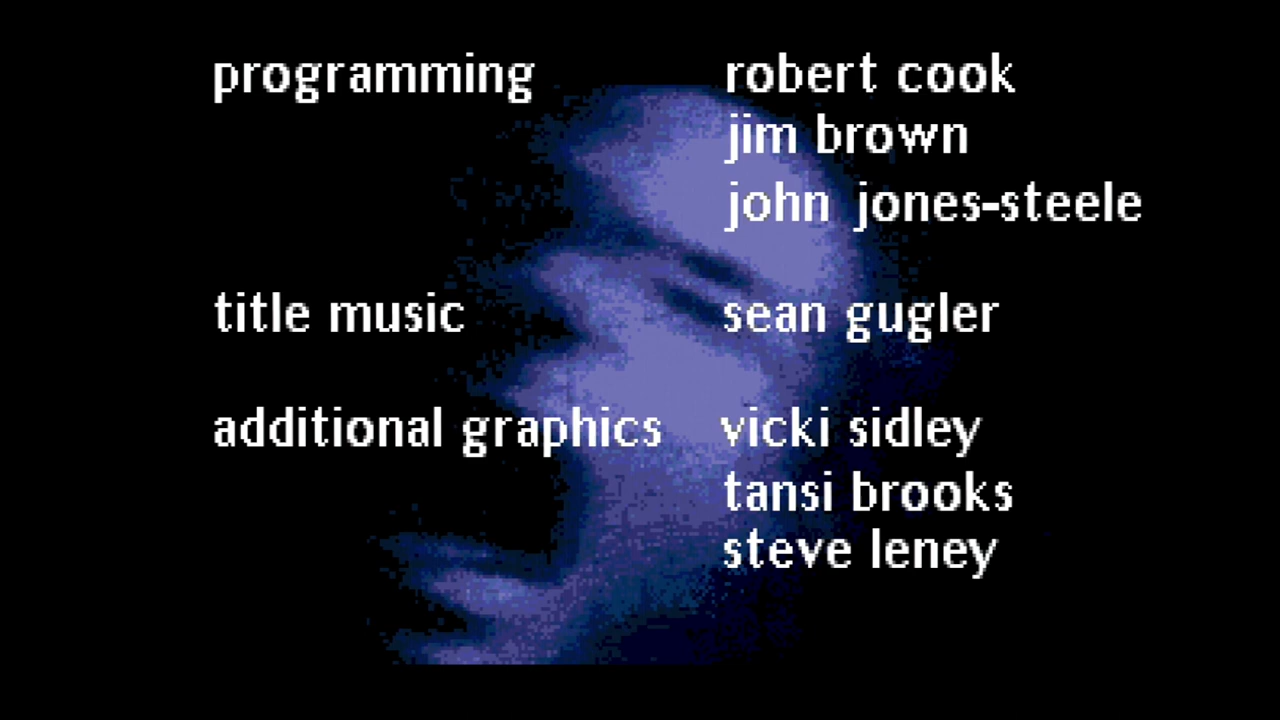 programming robert cook
jim brown
john jones-steele
title music sean gugler
additional graphics vicki sidley
tansi brooks
steve leney